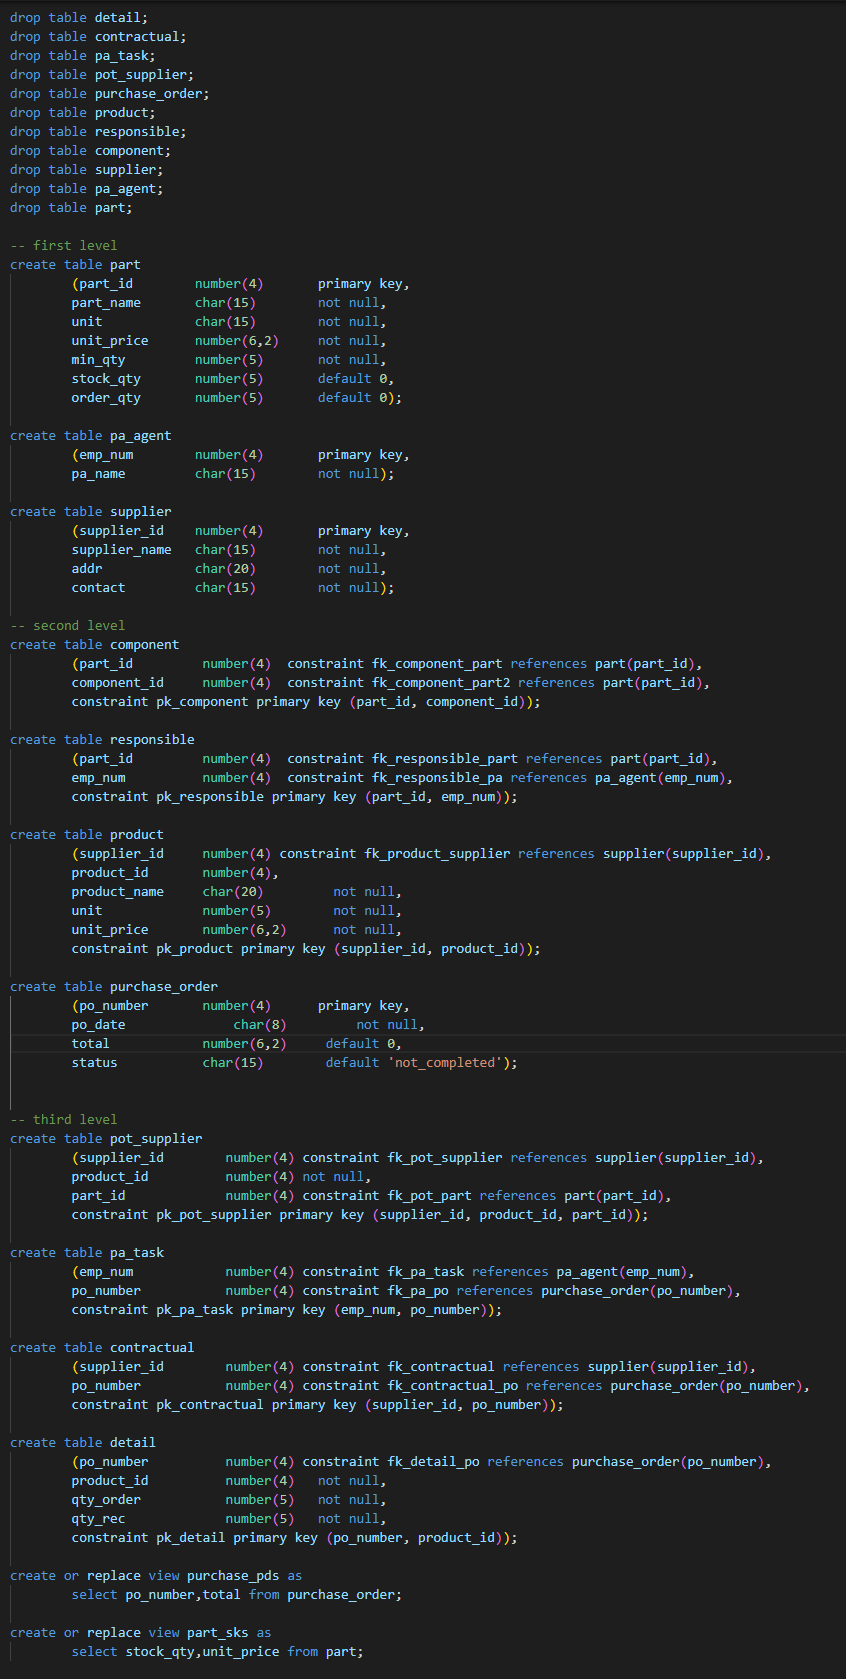 drop table detail;
drop table contractual;
drop table pa_task;
drop table pot_supplier;
drop table purchase_order;
drop table product;
drop table responsible;
drop table component;
drop table supplier;
drop table pa_agent;
drop table part;

-- first level
create table part
        (part_id        number(4)       primary key,
        part_name       char(15)        not null,
        unit            char(15)        not null,
        unit_price      number(6,2)     not null,
        min_qty         number(5)       not null,
        stock_qty       number(5)       default 0,
        order_qty       number(5)       default 0);

create table pa_agent
        (emp_num        number(4)       primary key,
        pa_name         char(15)        not null);

create table supplier
        (supplier_id    number(4)       primary key,
        supplier_name   char(15)        not null,
        addr            char(20)        not null,
        contact         char(15)        not null);

-- second level
create table component
        (part_id         number(4)  constraint fk_component_part references part(part_id),
        component_id     number(4)  constraint fk_component_part2 references part(part_id),
        constraint pk_component primary key (part_id, component_id));

create table responsible
        (part_id         number(4)  constraint fk_responsible_part references part(part_id),
        emp_num          number(4)  constraint fk_responsible_pa references pa_agent(emp_num),
        constraint pk_responsible primary key (part_id, emp_num));

create table product
        (supplier_id     number(4) constraint fk_product_supplier references supplier(supplier_id),
        product_id       number(4),
        product_name     char(20)         not null,
        unit             number(5)        not null,
        unit_price       number(6,2)      not null,
        constraint pk_product primary key (supplier_id, product_id));

create table purchase_order
        (po_number       number(4)      primary key,
        po_date              char(8)         not null,
        total            number(6,2)     default 0,
        status           char(15)        default 'not_completed');

-- third level
create table pot_supplier
        (supplier_id        number(4) constraint fk_pot_supplier references supplier(supplier_id),
        product_id          number(4) not null,
        part_id             number(4) constraint fk_pot_part references part(part_id),
        constraint pk_pot_supplier primary key (supplier_id, product_id, part_id));

create table pa_task
        (emp_num            number(4) constraint fk_pa_task references pa_agent(emp_num),
        po_number           number(4) constraint fk_pa_po references purchase_order(po_number),
        constraint pk_pa_task primary key (emp_num, po_number));

create table contractual
        (supplier_id        number(4) constraint fk_contractual references supplier(supplier_id),
        po_number           number(4) constraint fk_contractual_po references purchase_order(po_number),
        constraint pk_contractual primary key (supplier_id, po_number));

create table detail
        (po_number          number(4) constraint fk_detail_po references purchase_order(po_number),
        product_id          number(4)   not null,
        qty_order           number(5)   not null,
        qty_rec             number(5)   not null,
        constraint pk_detail primary key (po_number, product_id));

create or replace view purchase_pds as
        select po_number,total from purchase_order;

create or replace view part_sks as
        select stock_qty,unit_price from part;